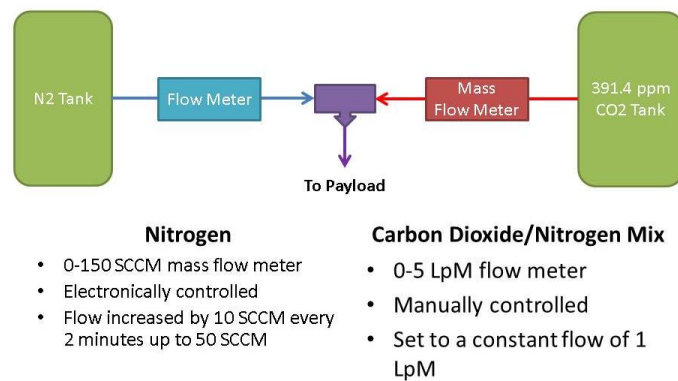 N2 Tank
Flow Meter
Mass
Flow Meter
391.4 ppm
CO2 Tank
To Payload
Nitrogen
• 0-150 SCCM mass flow meter
• Electronically controlled
• Flow increased by 10 SCCM every
2 minutes up to 50 SCCM
Carbon Dioxide/Nitrogen Mix
• 0-5 LpM flow meter
• Manually controlled
• Set to a constant flow of 1
LpM